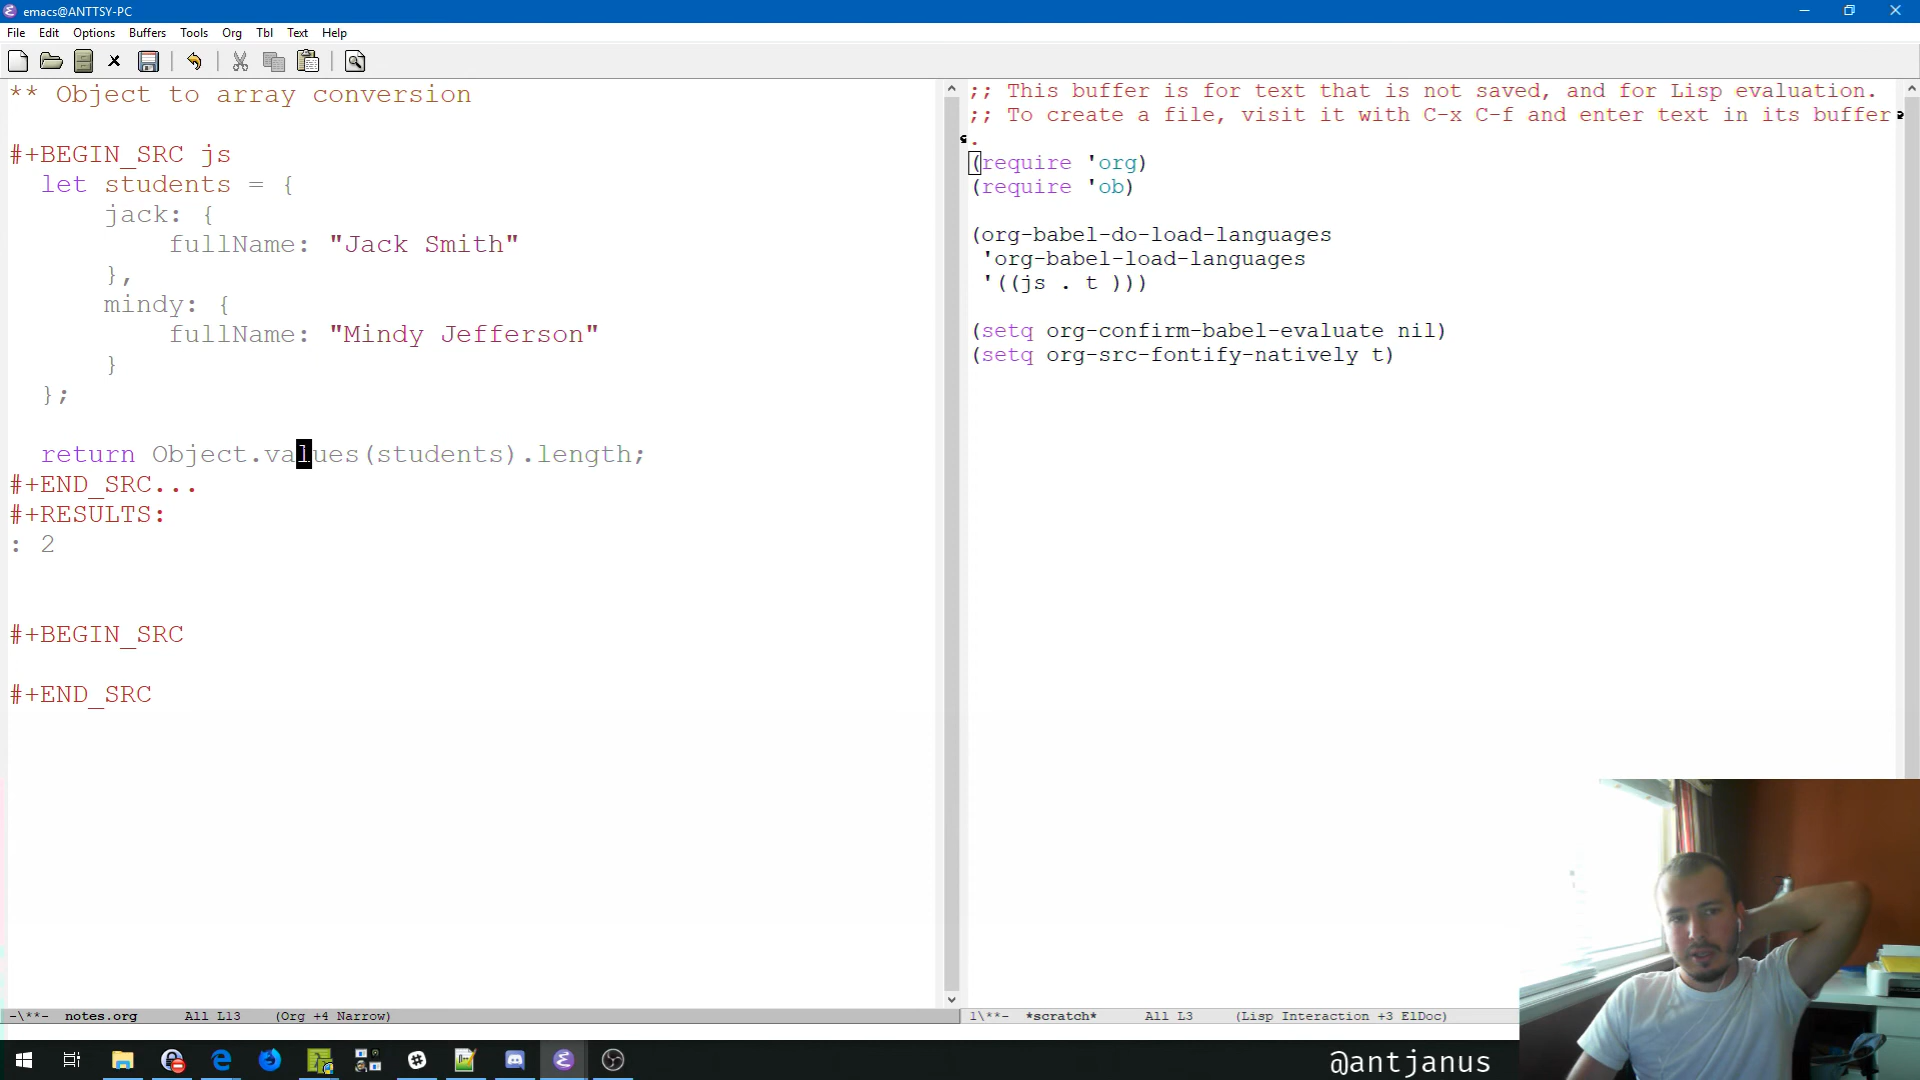 emacs@ANTTSY-PC
File Edit Options Buffers Tools Org Tbl Text Help
** Object to array conversion
#+BEGIN_SRC js
let students = {
jack: {
fullName: "Jack Smith"
},
mindy: {
fullName: "Mindy Jefferson"
}
};
return Object.values(students).length;
#+END_SRC...
#+RESULTS:
: 2
#+BEGIN_SRC
#+END_SRC
-\**- notes.org All L13 (Org +4 Narrow)
;; This buffer is for text that is not saved, and for Lisp evaluation.
;; To create a file, visit it with C-x C-f and enter text in its buffer
.
(require 'org)
(require 'ob)
(org-babel-do-load-languages
'org-babel-load-languages
'((js . t )))
(setq org-confirm-babel-evaluate nil)
(setq org-src-fontify-natively t)
1\**- *scratch* All L3 (Lisp Interaction +3 ElDoc)
@antjanus